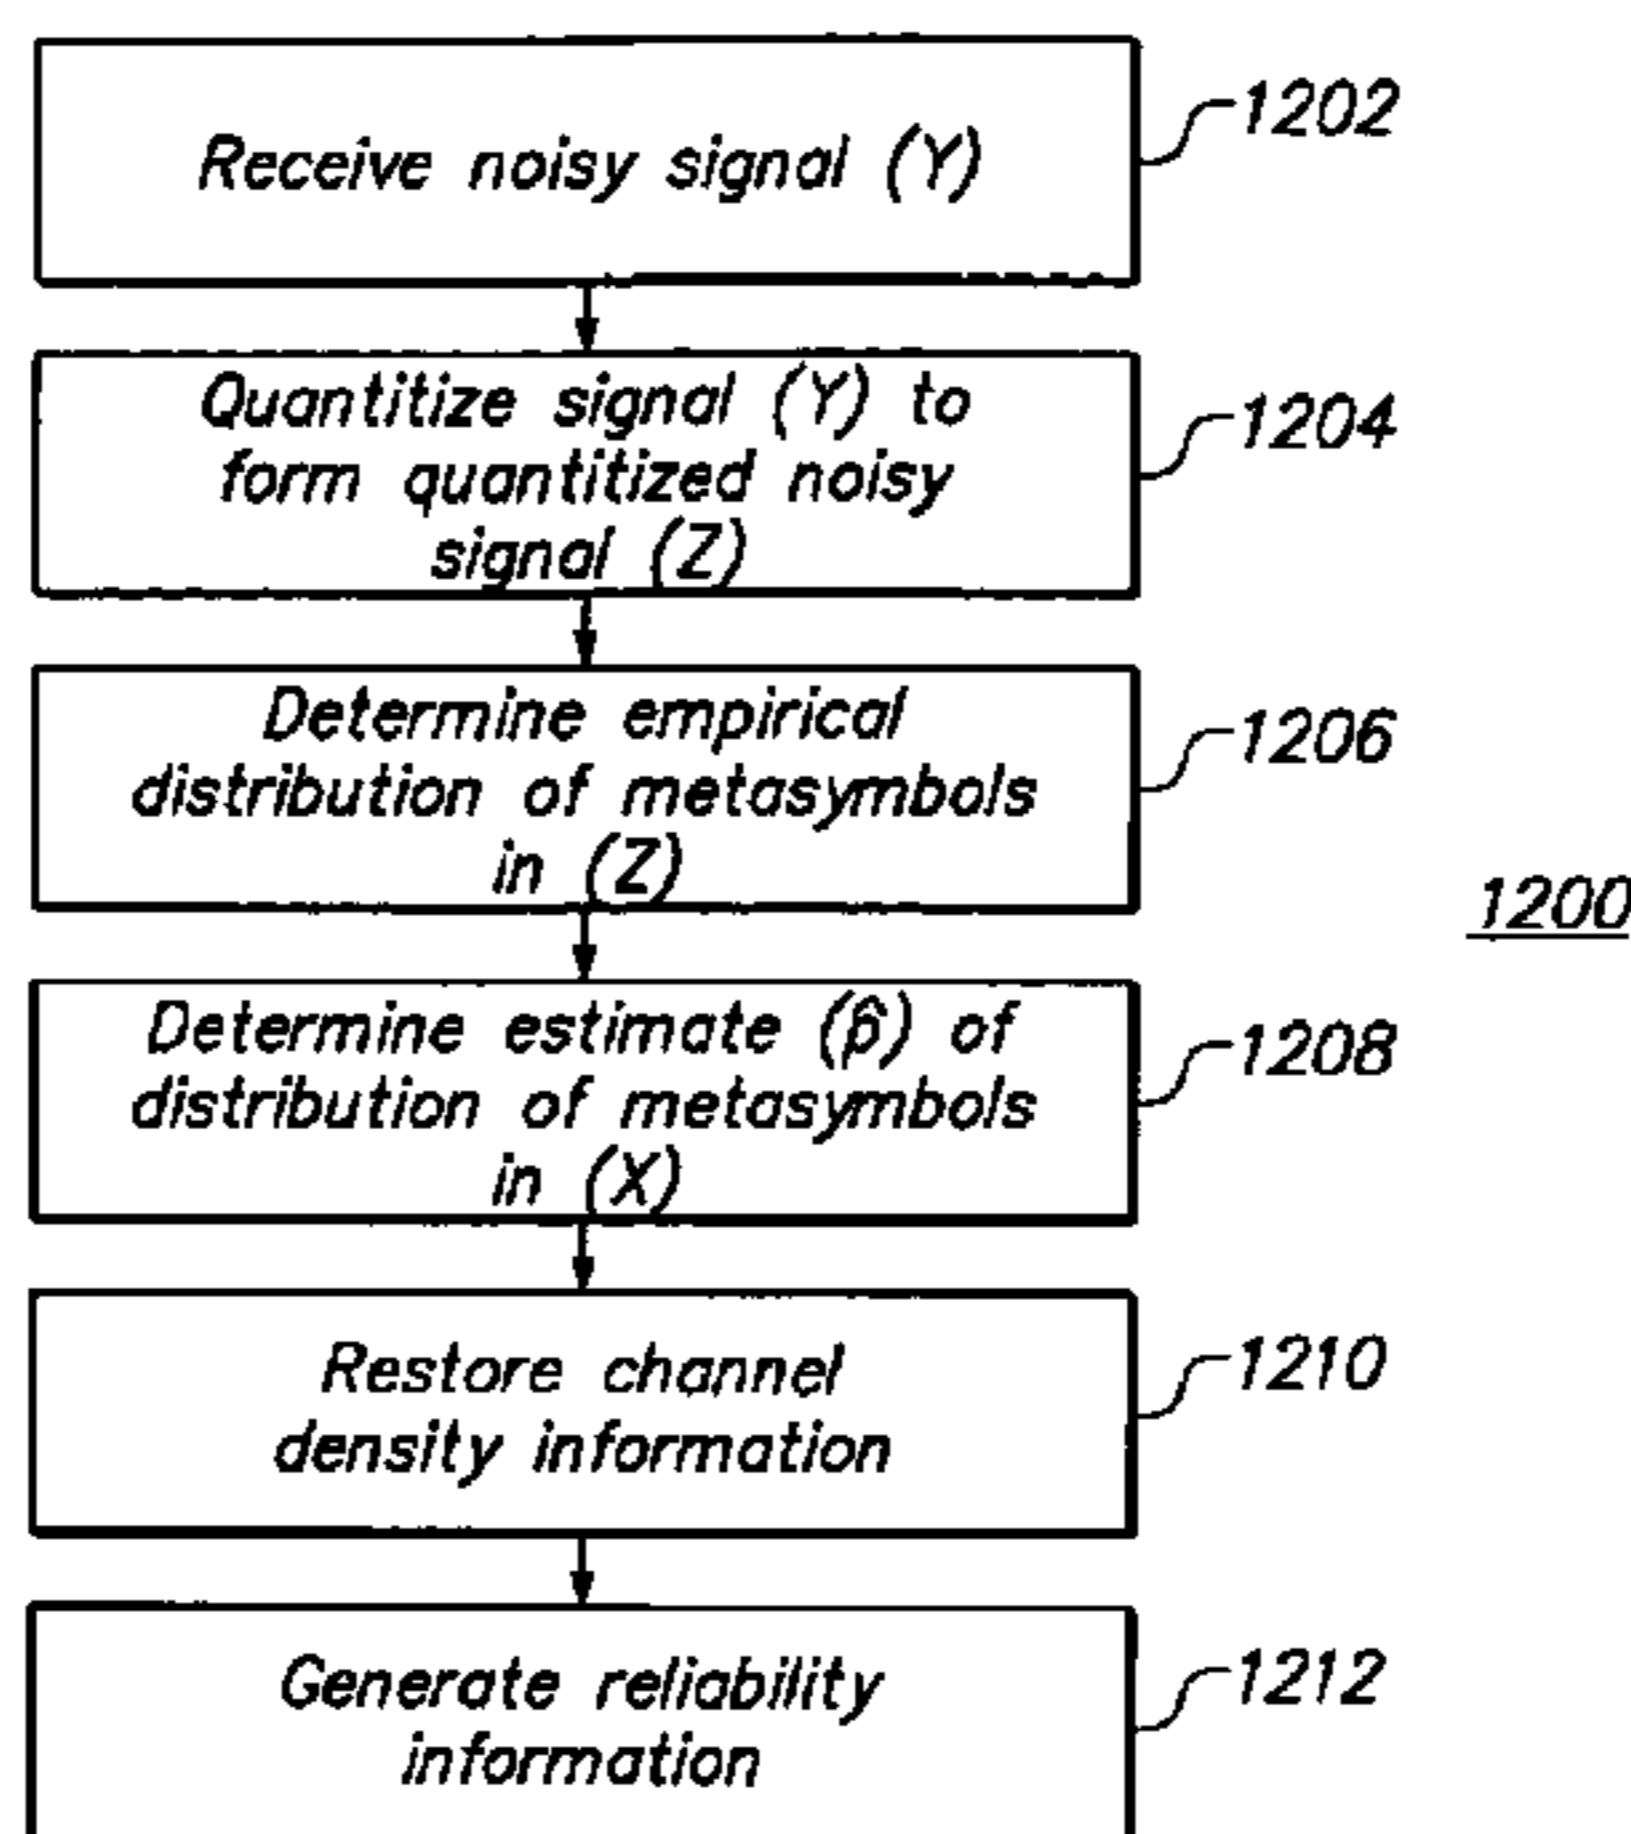 Receive noisy signal (Y)
1202
Quantitize signal (Y) to
form quantitized noisy
signal (Z)
1204
Determine empirical
distribution of metasymbols
in (Z)
1206
1200
Determine estimate (p̂) of
distribution of metasymbols
in (X)
1208
Restore channel
density information
1210
Generate reliability
information
1212